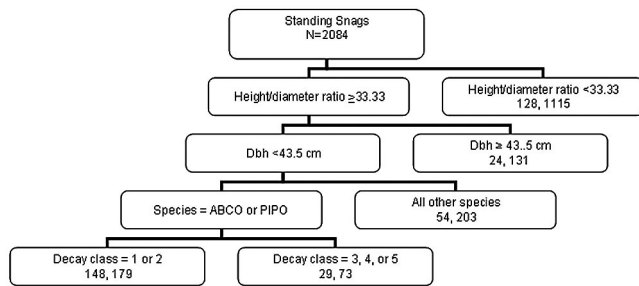 Standing Snags
N=2084
Height/diameter ratio ≥33.33
Height/diameter ratio <33.33
128, 1115
Dbh <43.5 cm
Dbh ≥ 43..5 cm
24, 131
Species = ABCO or PIPO
All other species
54, 203
Decay class = 1 or 2
148, 179
Decay class = 3, 4, or 5
29, 73